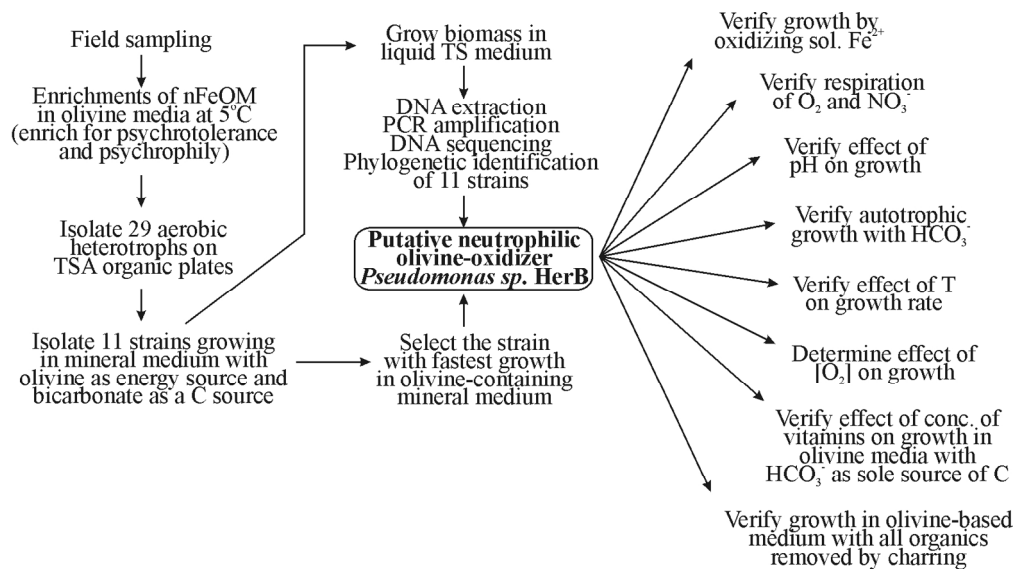 Field sampling
Enrichments of nFeOM
in olivine media at 5°C
(enrich for psychrotolerance
and psychrophily)
Isolate 29 aerobic
heterotrophs on
TSA organic plates
Isolate 11 strains growing
in mineral medium with
olivine as energy source and
bicarbonate as a C source
Grow biomass in
liquid TS medium
DNA extraction
PCR amplification
DNA sequencing
Phylogenetic identification
of 11 strains
Putative neutrophilic
olivine-oxidizer
Pseudomonas sp. HerB
Select the strain
with fastest growth
in olivine-containing
mineral medium
Verify growth by
oxidizing sol. Fe²⁺
Verify respiration
of O₂ and NO₃⁻
Verify effect of
pH on growth
Verify autotrophic
growth with HCO₃⁻
Verify effect of T
on growth rate
Determine effect of
[O₂] on growth
Verify effect of conc. of
vitamins on growth in
olivine media with
HCO₃⁻ as sole source of C
Verify growth in olivine-based
medium with all organics
removed by charring